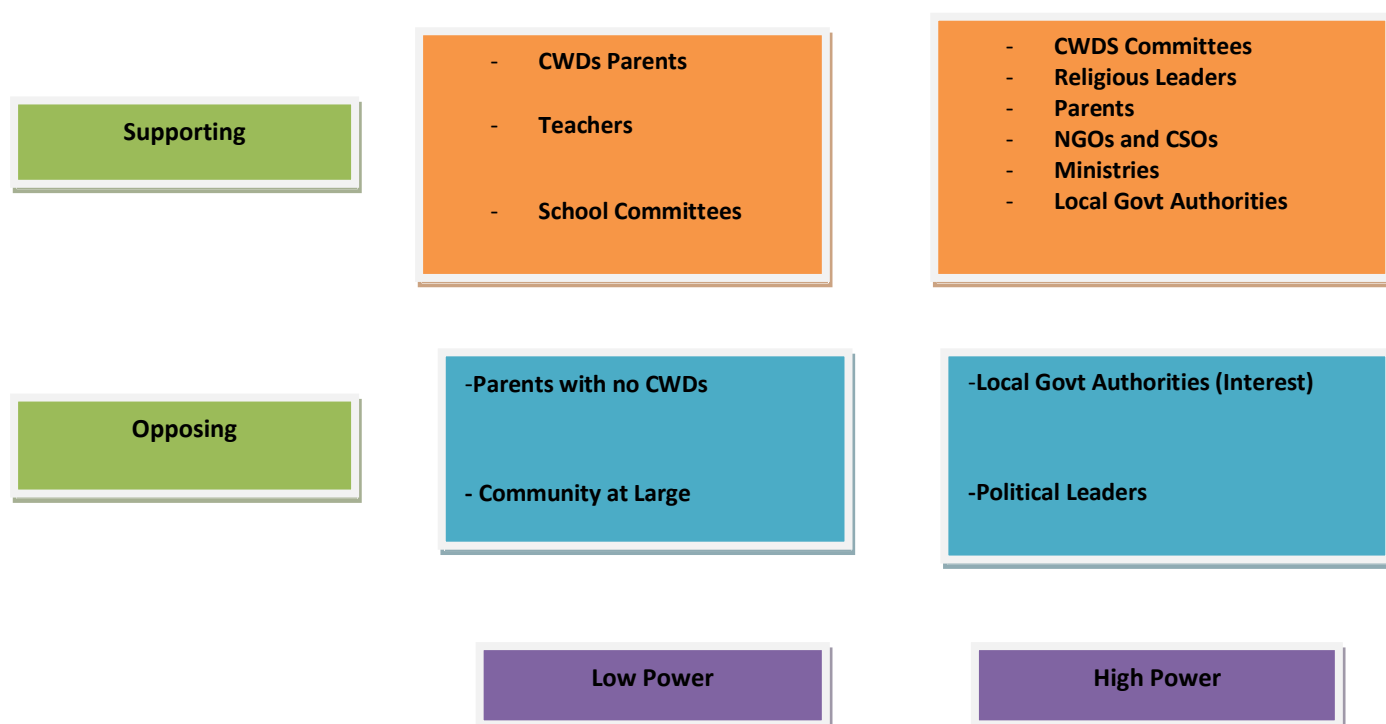 Supporting
- CWDs Parents
- Teachers
- School Committees
- CWDS Committees
- Religious Leaders
- Parents
- NGOs and CSOs
- Ministries
- Local Govt Authorities
Opposing
-Parents with no CWDs
- Community at Large
-Local Govt Authorities (Interest)
-Political Leaders
Low Power
High Power